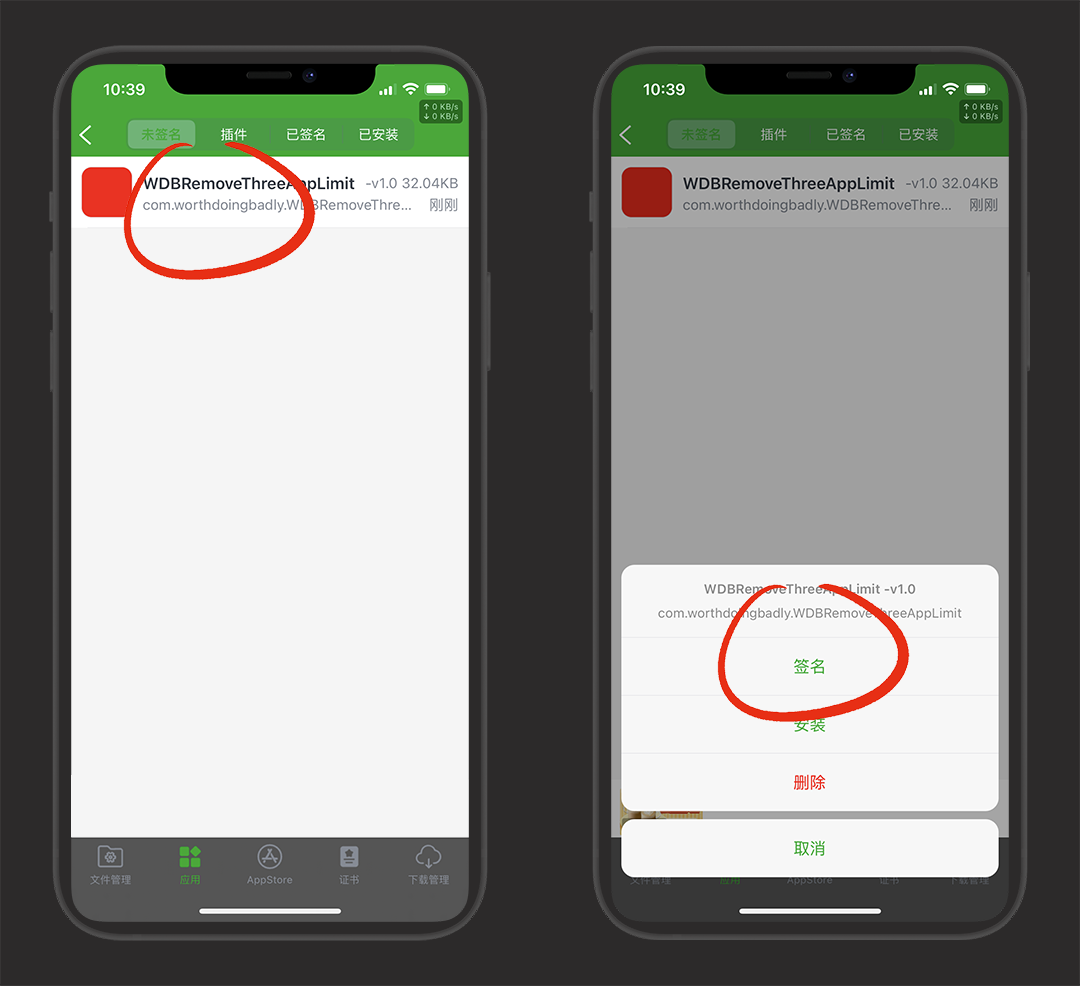 10:39
↑ 0 KB/s
↓ 0 KB/s
未签名 插件 已签名 已安装
WDBRemoveThreeAppLimit -v1.0 32.04KB
com.worthdoingbadly.WDBRemoveThre... 刚刚
文件管理 应用 AppStore 证书 下载管理
10:39
↑ 0 KB/s
↓ 0 KB/s
未签名 插件 已签名 已安装
WDBRemoveThreeAppLimit -v1.0 32.04KB
com.worthdoingbadly.WDBRemoveThre... 刚刚
WDBRemoveThreeAppLimit -v1.0
com.worthdoingbadly.WDBRemoveThreeAppLimit
签名
安装
删除
取消
文件管理 应用 AppStore 证书 下载管理